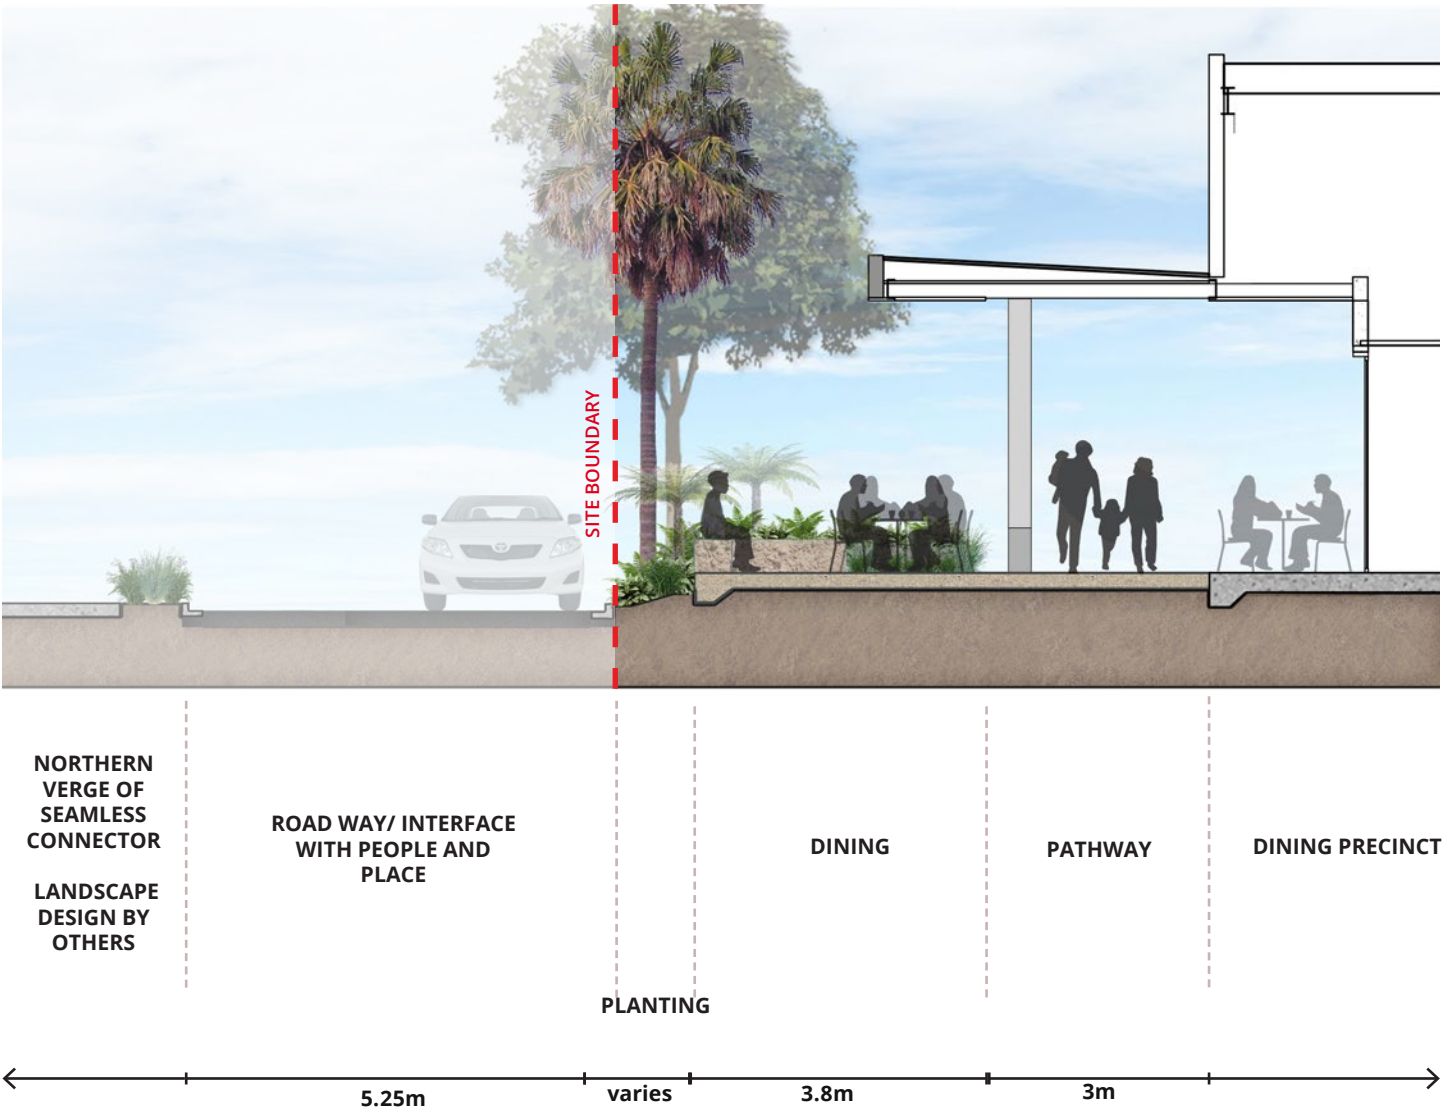 SITE BOUNDARY
NORTHERN
VERGE OF
SEAMLESS
CONNECTOR
LANDSCAPE
DESIGN BY
OTHERS
ROAD WAY/ INTERFACE
WITH PEOPLE AND
PLACE
PLANTING
DINING
PATHWAY
DINING PRECINCT
5.25m
varies
3.8m
3m